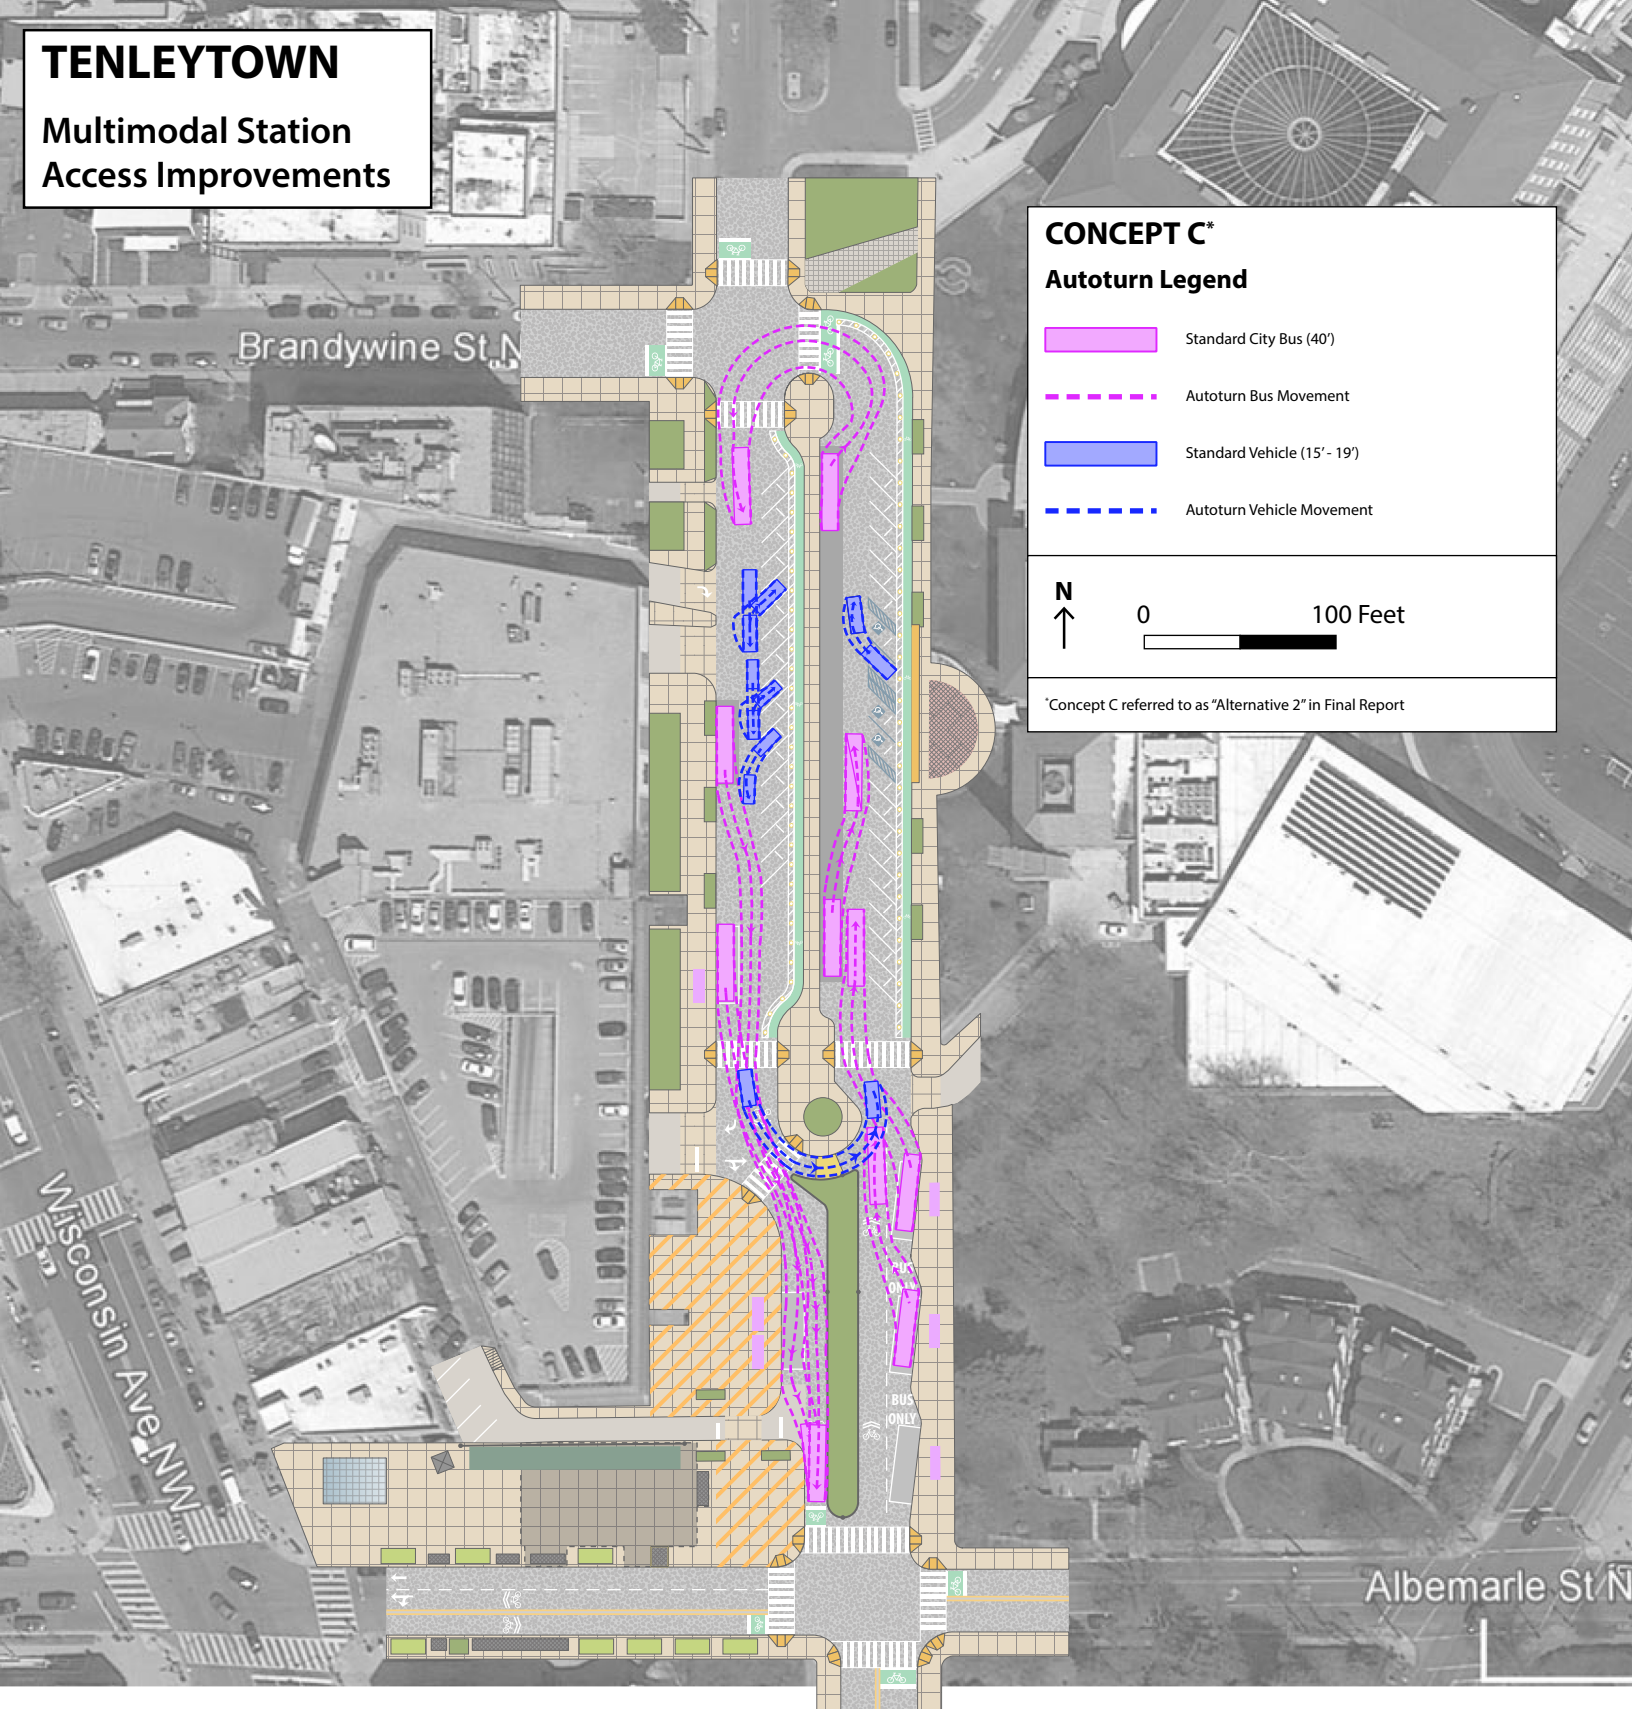 TENLEYTOWN
Multimodal Station
Access Improvements
CONCEPT C*
Autoturn Legend
Standard City Bus (40')
Autoturn Bus Movement
Standard Vehicle (15' - 19')
Autoturn Vehicle Movement
N
0 100 Feet
*Concept C referred to as "Alternative 2" in Final Report
Brandywine St N
Wisconsin Ave NW
BUS
ONLY
BUS
ONLY
Albemarle St N